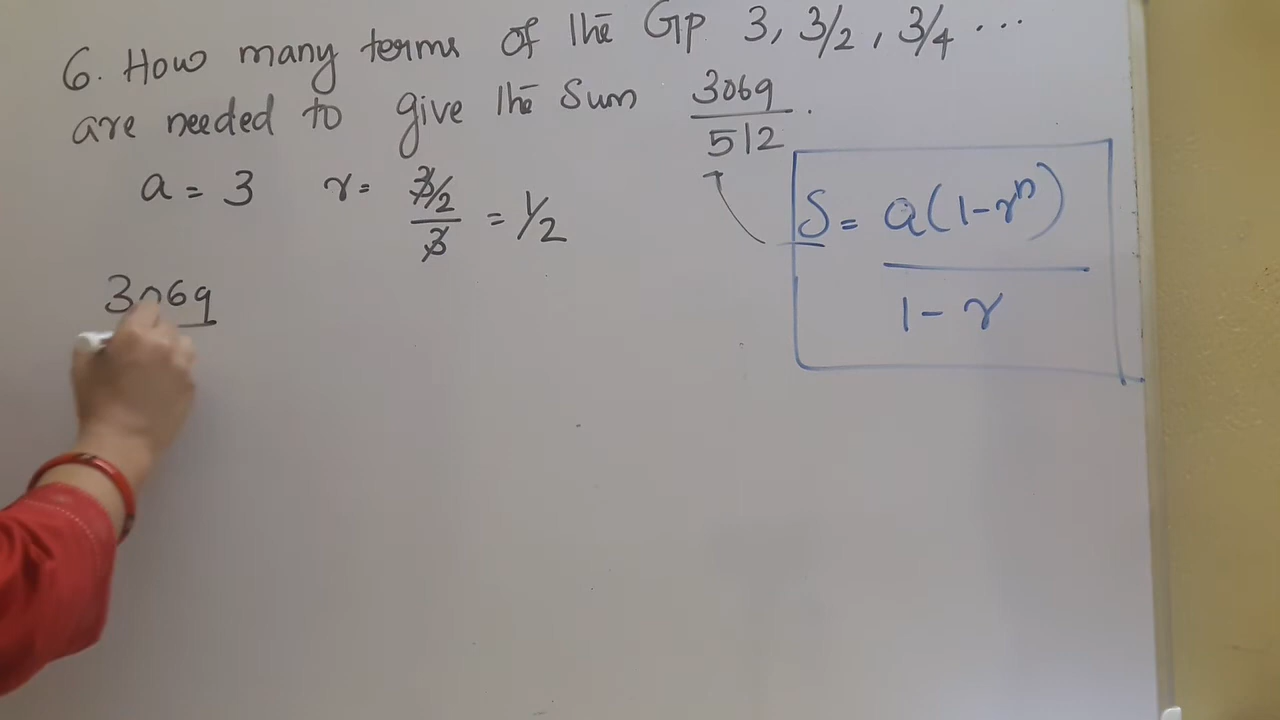 6. How many terms of the Gp 3, 3/2, 3/4 ...
are needed to give the Sum 3069/512.
a = 3 r = 3/2 / 3 = 1/2
S = a(1-rⁿ) / 1-r
3069